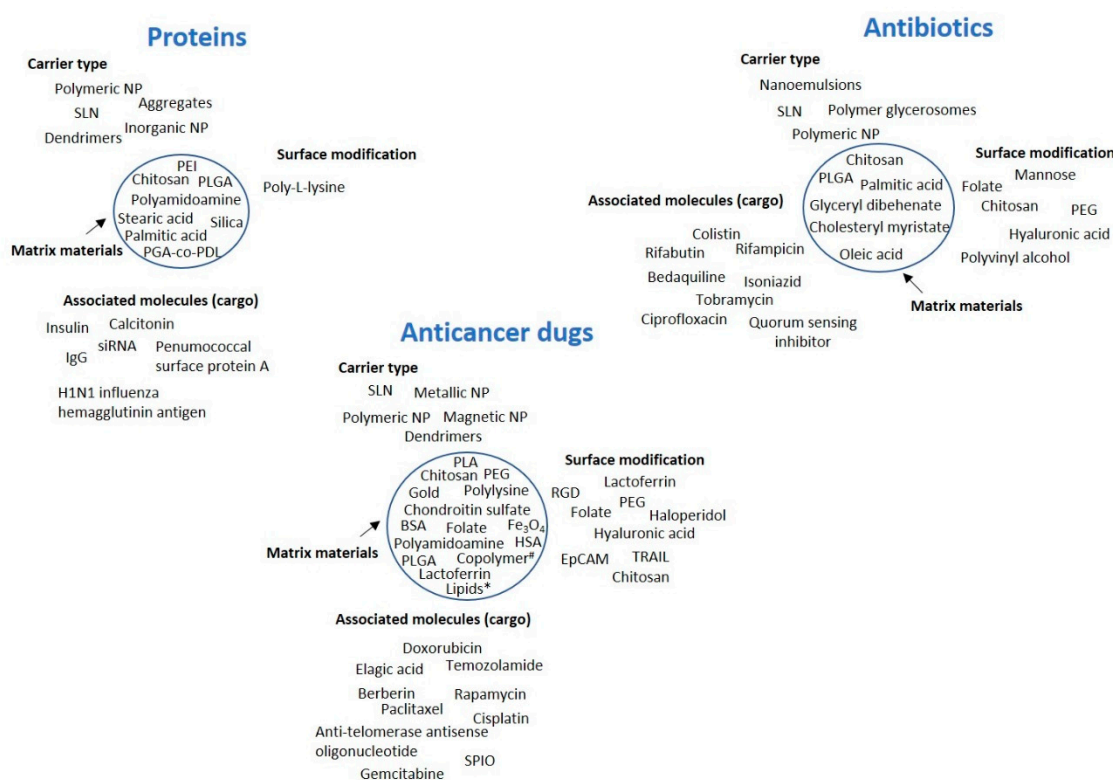 Proteins
Carrier type
Polymeric NP
Aggregates
SLN
Inorganic NP
Dendrimers
Surface modification
Poly-L-lysine
PEI
Chitosan PLGA
Polyamidoamine
Stearic acid Silica
Palmitic acid
PGA-co-PDL
Matrix materials
Associated molecules (cargo)
Insulin Calcitonin
IgG siRNA Penumococcal
surface protein A
H1N1 influenza
hemagglutinin antigen
Antibiotics
Carrier type
Nanoemulsions
SLN Polymer glycerosomes
Polymeric NP
Chitosan
PLGA Palmitic acid
Glyceryl dibehenate
Cholesteryl myristate
Oleic acid
Matrix materials
Surface modification
Mannose
Folate
Chitosan PEG
Hyaluronic acid
Polyvinyl alcohol
Associated molecules (cargo)
Colistin
Rifabutin Rifampicin
Bedaquiline Isoniazid
Tobramycin
Ciprofloxacin Quorum sensing
inhibitor
Anticancer dugs
Carrier type
SLN Metallic NP
Polymeric NP Magnetic NP
Dendrimers
PLA
Chitosan PEG
Gold Polylysine
Chondroitin sulfate
BSA Folate Fe₃O₄
Polyamidoamine HSA
PLGA Copolymer#
Lactoferrin
Lipids*
Matrix materials
Surface modification
Lactoferrin
RGD PEG
Folate Haloperidol
Hyaluronic acid
EpCAM TRAIL
Chitosan
Associated molecules (cargo)
Doxorubicin
Elagic acid Temozolamide
Berberin Rapamycin
Paclitaxel Cisplatin
Anti-telomerase antisense
oligonucleotide SPIO
Gemcitabine